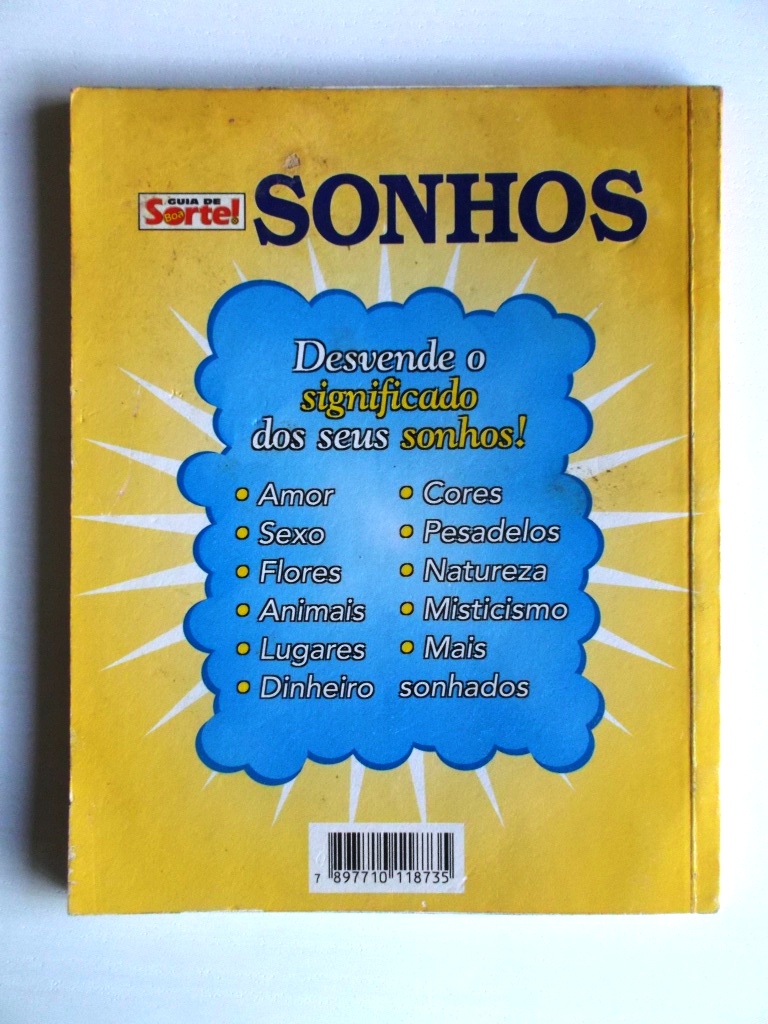 GUIA DE
Boa
Sorte!
SONHOS
Desvende o
significado
dos seus sonhos!
• Amor
• Sexo
• Flores
• Animais
• Lugares
• Dinheiro
• Cores
• Pesadelos
• Natureza
• Misticismo
• Mais
sonhados
7 897710 118735